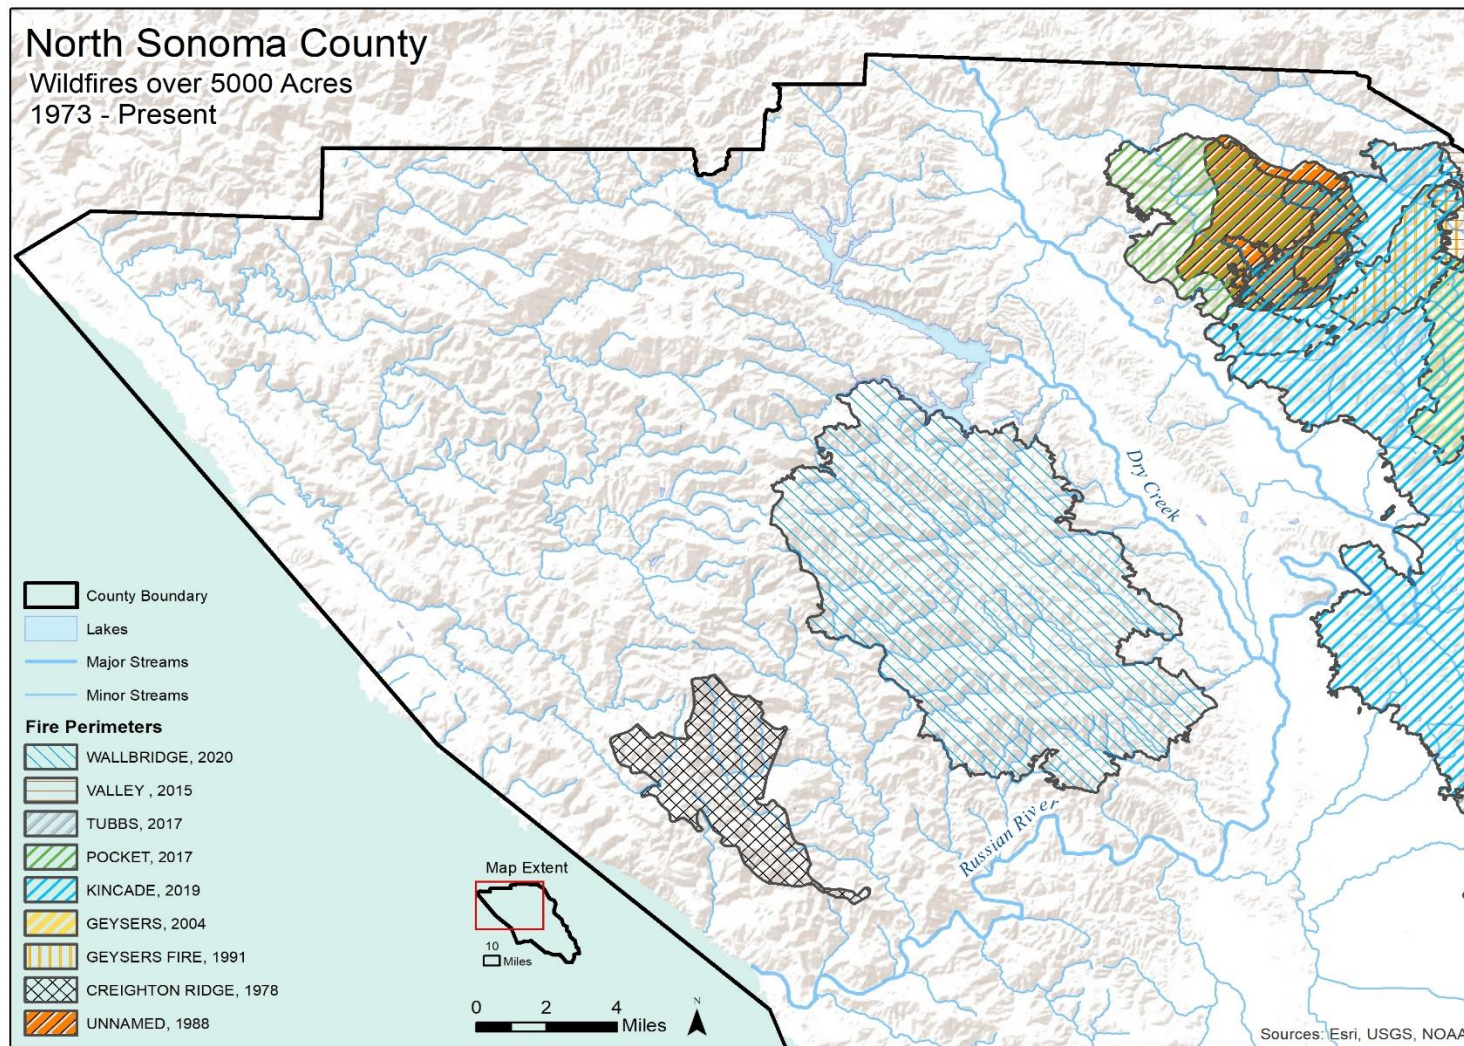 North Sonoma County
Wildfires over 5000 Acres
1973 - Present
Dry Creek
Russian River
County Boundary
Lakes
Major Streams
Minor Streams
Fire Perimeters
WALLBRIDGE, 2020
VALLEY , 2015
TUBBS, 2017
POCKET, 2017
KINCADE, 2019
GEYSERS, 2004
GEYSERS FIRE, 1991
CREIGHTON RIDGE, 1978
UNNAMED, 1988
Map Extent
10
Miles
0 2 4
Miles
N
Sources: Esri, USGS, NOAA